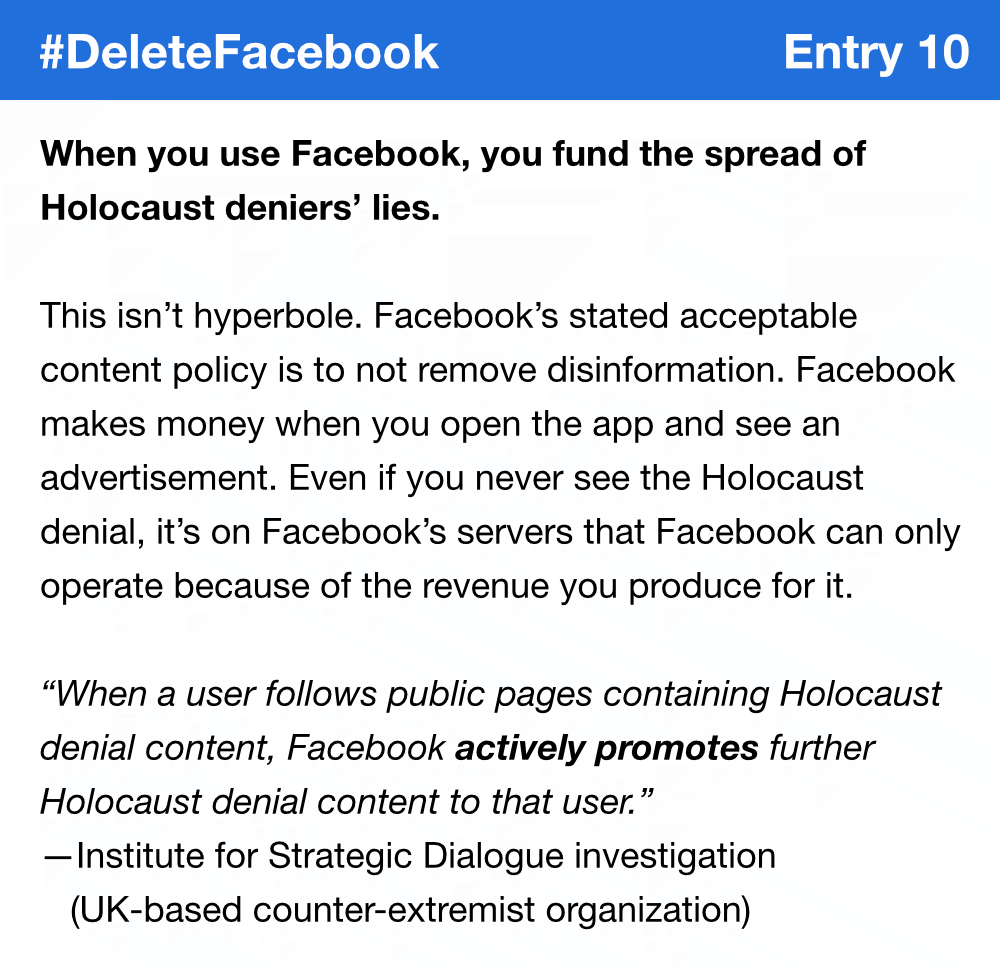 #DeleteFacebook Entry 10
When you use Facebook, you fund the spread of
Holocaust deniers’ lies.
This isn’t hyperbole. Facebook’s stated acceptable
content policy is to not remove disinformation. Facebook
makes money when you open the app and see an
advertisement. Even if you never see the Holocaust
denial, it’s on Facebook’s servers that Facebook can only
operate because of the revenue you produce for it.
“When a user follows public pages containing Holocaust
denial content, Facebook actively promotes further
Holocaust denial content to that user.”
—Institute for Strategic Dialogue investigation
(UK-based counter-extremist organization)